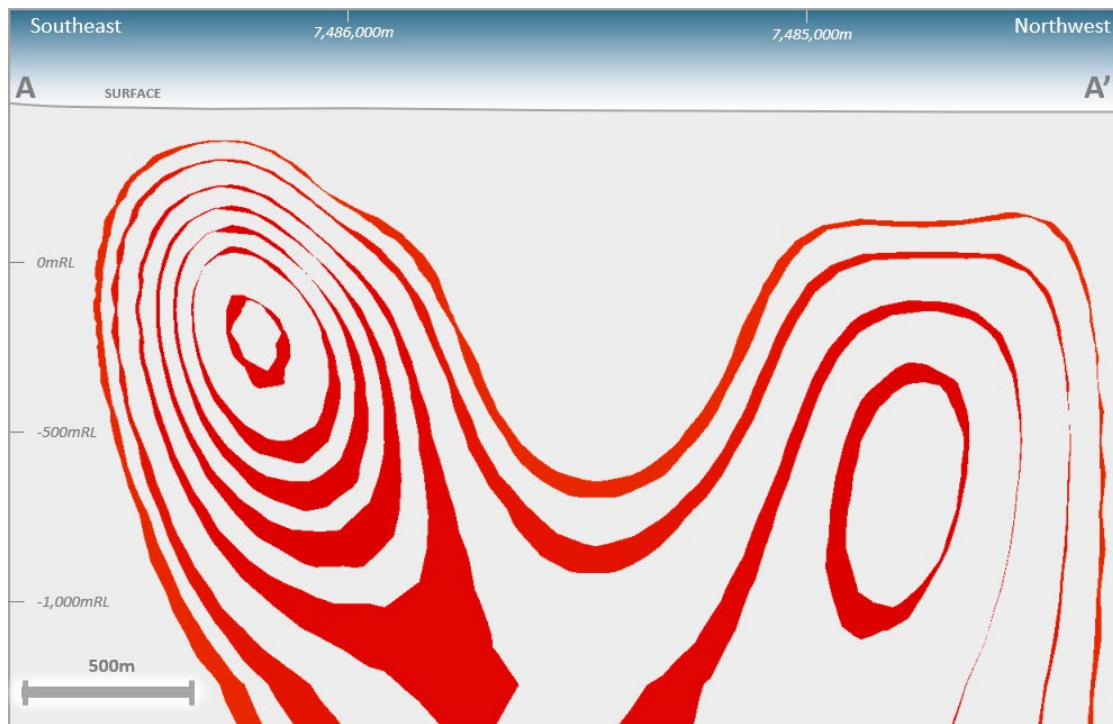 Southeast
7,486,000m
7,485,000m
Northwest
A
SURFACE
A'
0mRL
-500mRL
-1,000mRL
500m